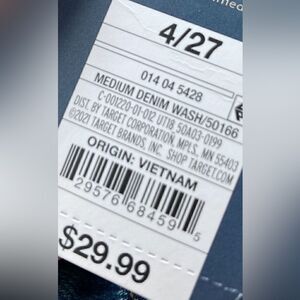 4/27
014 04 5428
MEDIUM DENIM WASH/50166
C-001220-01-012 UT18 5DA03-0199
DIST. BY TARGET CORPORATION, MPLS, MN 55403
©2021 TARGET BRANDS, INC. SHOP TARGET.COM
ORIGIN: VIETNAM
29576 68459 5
$29.99